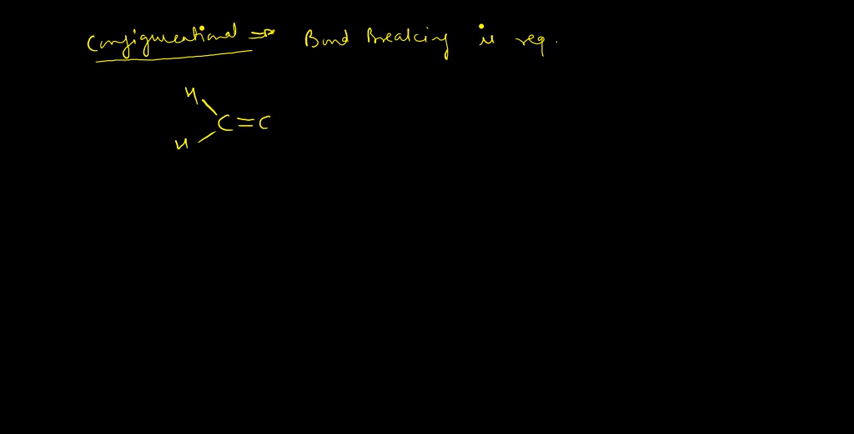 Configurational ⇒ Bond Breaking is req.
H
C = C
H